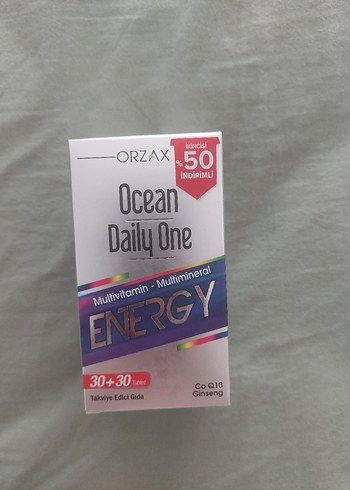 ORZAX
İKİNCİSİ
%50
İNDİRİMLİ
Ocean
Daily One
Multivitamin - Multimineral
ENERGY
30+30 Tablet
Takviye Edici Gıda
Co Q10
Ginseng